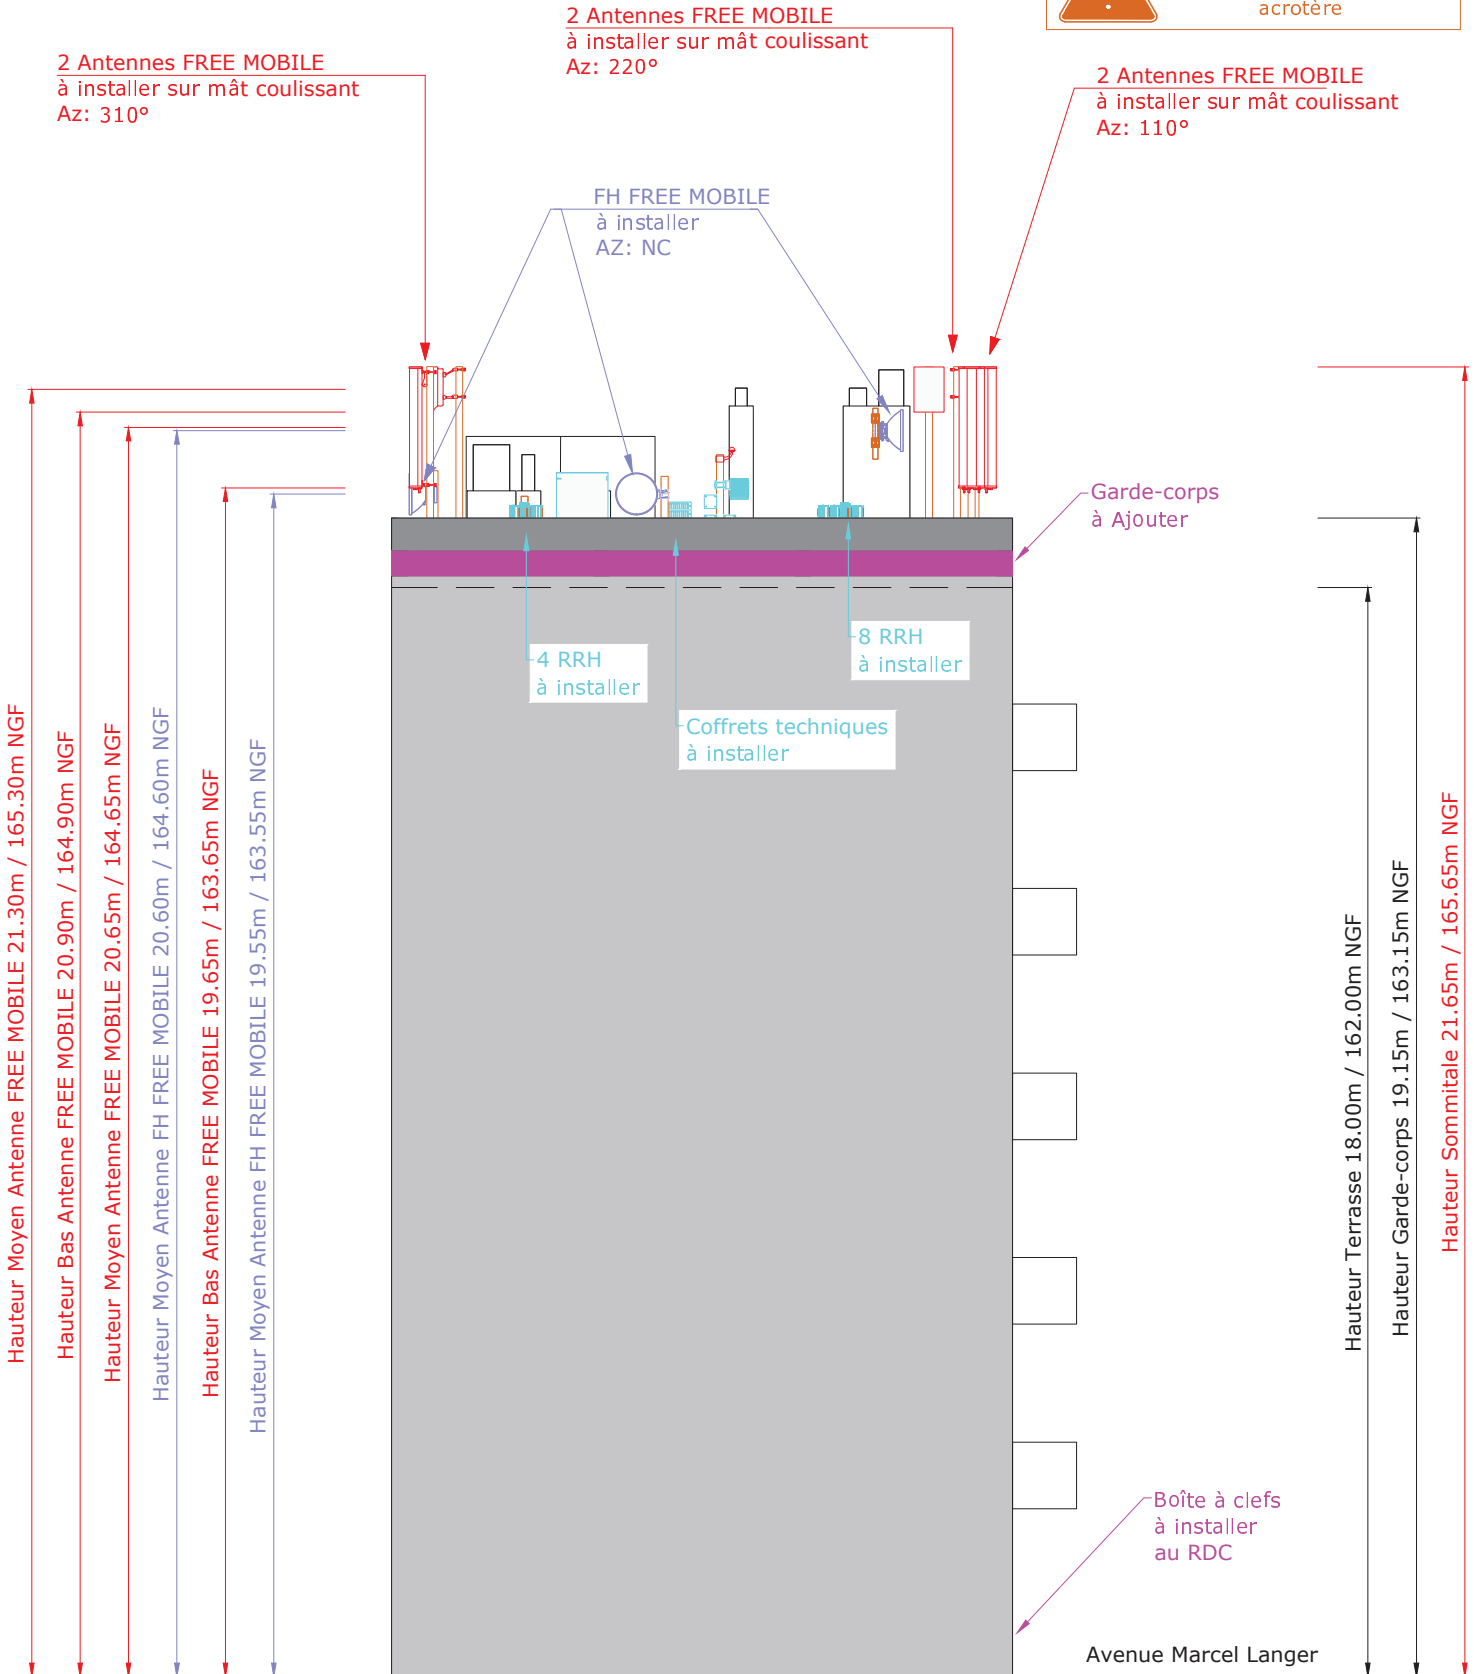 acrotère
2 Antennes FREE MOBILE
à installer sur mât coulissant
Az: 220°
2 Antennes FREE MOBILE
à installer sur mât coulissant
Az: 310°
2 Antennes FREE MOBILE
à installer sur mât coulissant
Az: 110°
FH FREE MOBILE
à installer
AZ: NC
Garde-corps
à Ajouter
4 RRH
à installer
8 RRH
à installer
Coffrets techniques
à installer
Hauteur Moyen Antenne FREE MOBILE 21.30m / 165.30m NGF
Hauteur Bas Antenne FREE MOBILE 20.90m / 164.90m NGF
Hauteur Moyen Antenne FREE MOBILE 20.65m / 164.65m NGF
Hauteur Moyen Antenne FH FREE MOBILE 20.60m / 164.60m NGF
Hauteur Bas Antenne FREE MOBILE 19.65m / 163.65m NGF
Hauteur Moyen Antenne FH FREE MOBILE 19.55m / 163.55m NGF
Hauteur Terrasse 18.00m / 162.00m NGF
Hauteur Garde-corps 19.15m / 163.15m NGF
Hauteur Sommitale 21.65m / 165.65m NGF
Boîte à clefs
à installer
au RDC
Avenue Marcel Langer